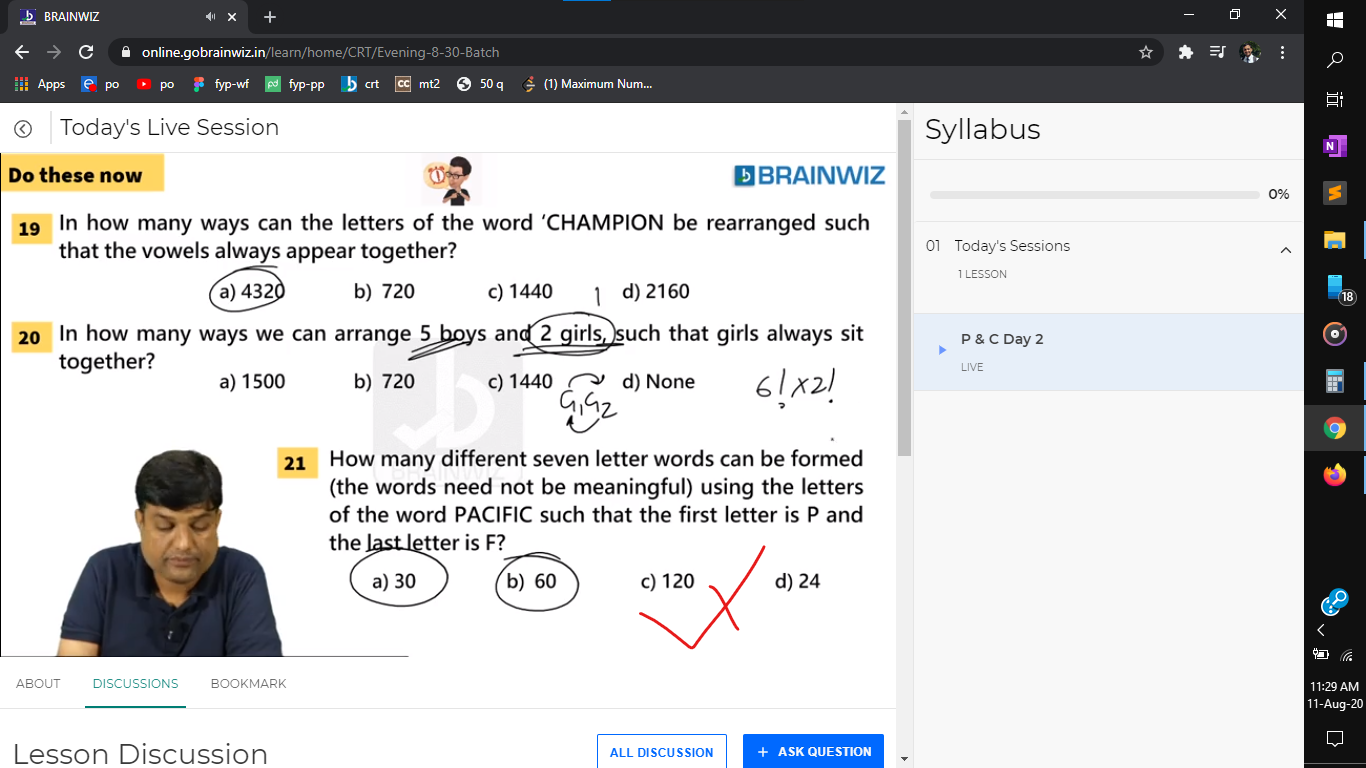 BRAINWIZ
online.gobrainwiz.in/learn/home/CRT/Evening-8-30-Batch
Apps po po fyp-wf fyp-pp crt CC mt2 50 q (1) Maximum Num...
Today's Live Session
Do these now
BRAINWIZ
19 In how many ways can the letters of the word 'CHAMPION be rearranged such
that the vowels always appear together?
a) 4320 b) 720 c) 1440 d) 2160
20 In how many ways we can arrange 5 boys and 2 girls, such that girls always sit
together?
a) 1500 b) 720 c) 1440 d) None 6! x 2!
G1 G2
21 How many different seven letter words can be formed
(the words need not be meaningful) using the letters
of the word PACIFIC such that the first letter is P and
the last letter is F?
a) 30 b) 60 c) 120 d) 24
BRAINWIZ
ABOUT DISCUSSIONS BOOKMARK
Lesson Discussion
ALL DISCUSSION + ASK QUESTION
Syllabus
0%
01 Today's Sessions
1 LESSON
P & C Day 2
LIVE
18
11:29 AM
11-Aug-20